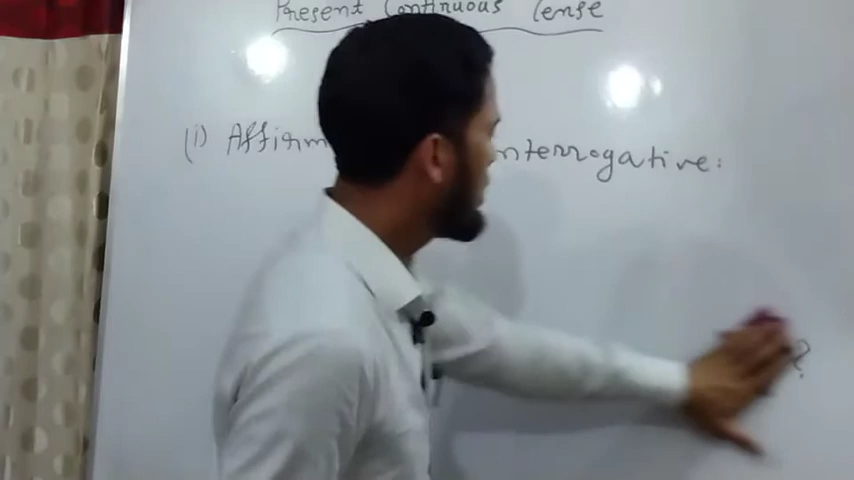 Present Continuous Tense
(i) Affirm nterrogative:
?